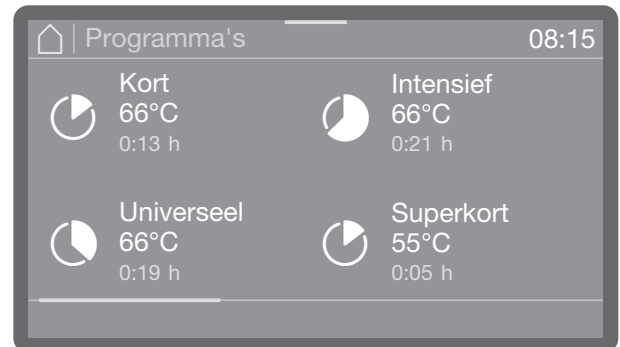 Programma's 08:15
Kort
66°C
0:13 h
Intensief
66°C
0:21 h
Universeel
66°C
0:19 h
Superkort
55°C
0:05 h